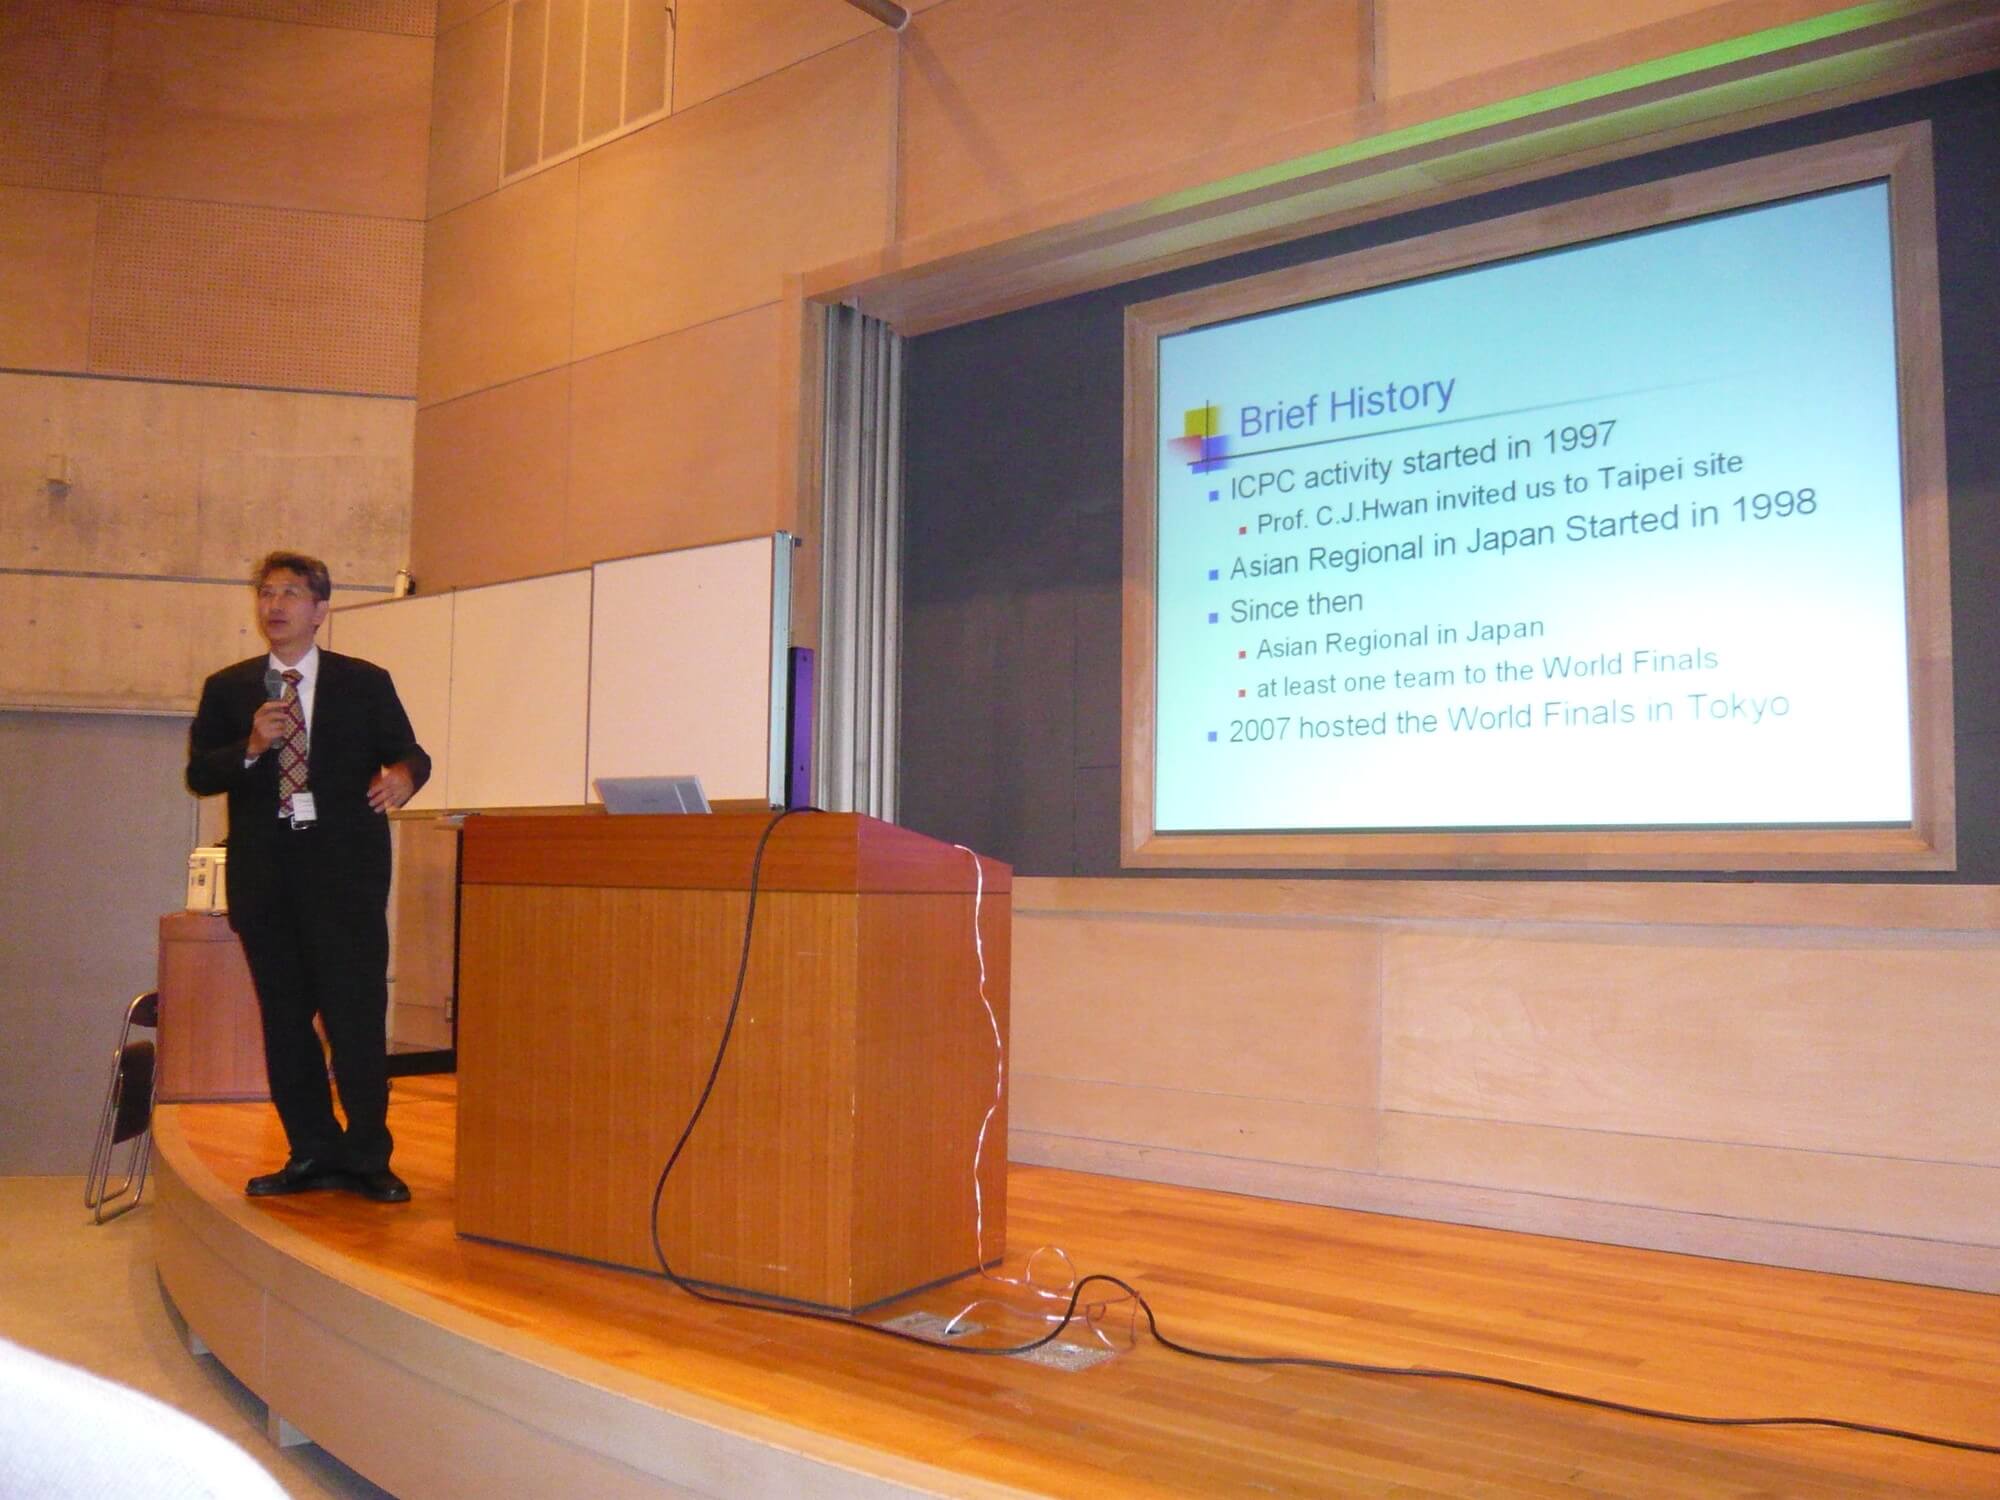 Brief History
ICPC activity started in 1997
Prof. C.J.Hwan invited us to Taipei site
Asian Regional in Japan Started in 1998
Since then
Asian Regional in Japan
at least one team to the World Finals
2007 hosted the World Finals in Tokyo